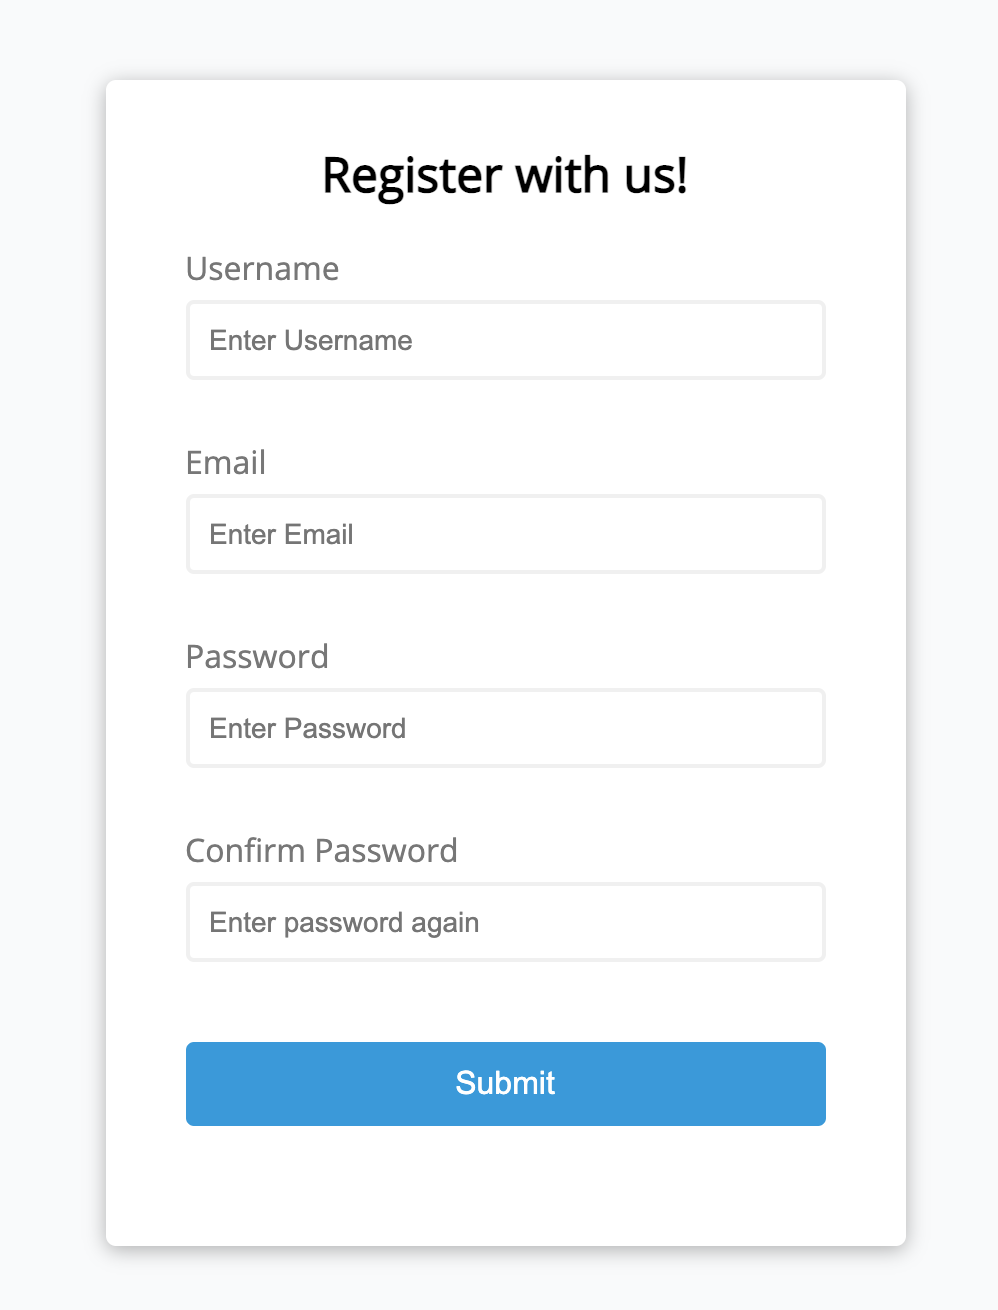 Register with us!
Username
Enter Username
Email
Enter Email
Password
Enter Password
Confirm Password
Enter password again
Submit